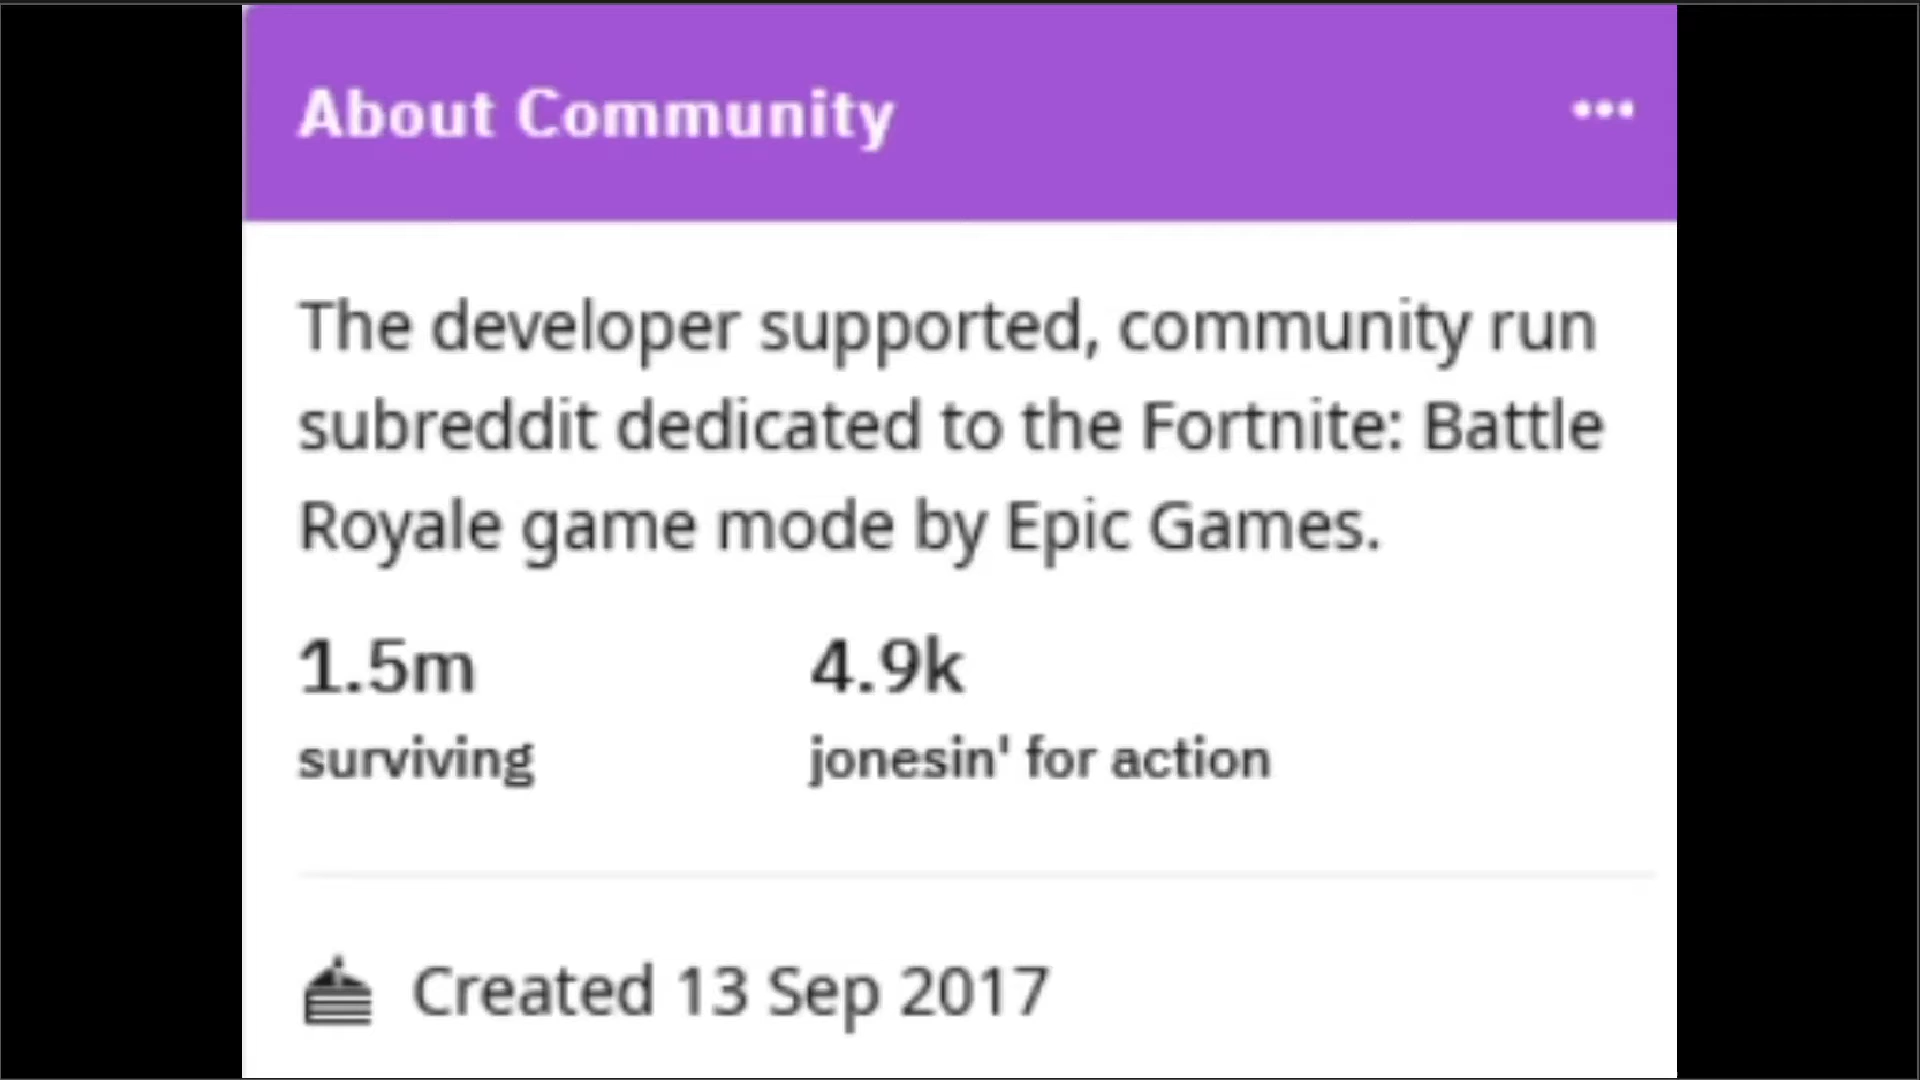 About Community
The developer supported, community run
subreddit dedicated to the Fortnite: Battle
Royale game mode by Epic Games.
1.5m 4.9k
surviving jonesin' for action
Created 13 Sep 2017